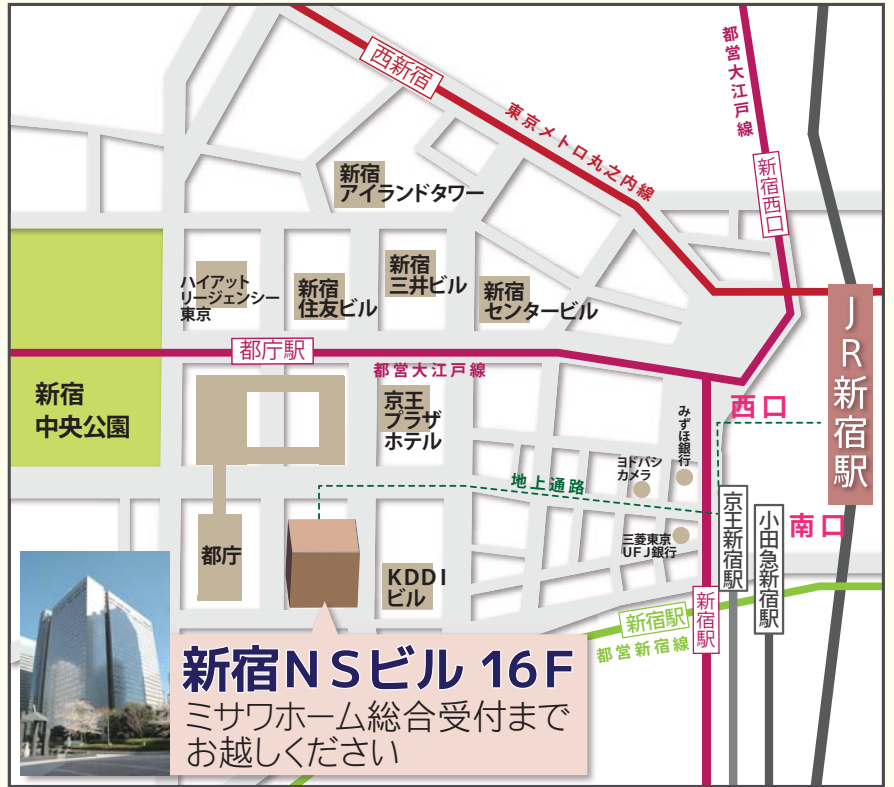 西新宿
東京メトロ丸之内線
都営大江戸線
新宿西口
新宿
アイランドタワー
ハイアット
リージェンシー
東京
新宿
住友ビル
新宿
三井ビル
新宿
センタービル
JR新宿駅
都庁駅
都営大江戸線
新宿
中央公園
京王
プラザ
ホテル
西口
みずほ銀行
ヨドバシ
カメラ
地上通路
三菱東京
UFJ銀行
京王新宿駅
小田急新宿駅
南口
都庁
KDDI
ビル
新宿駅
新宿駅
都営新宿線
新宿NSビル 16F
ミサワホーム総合受付まで
お越しください